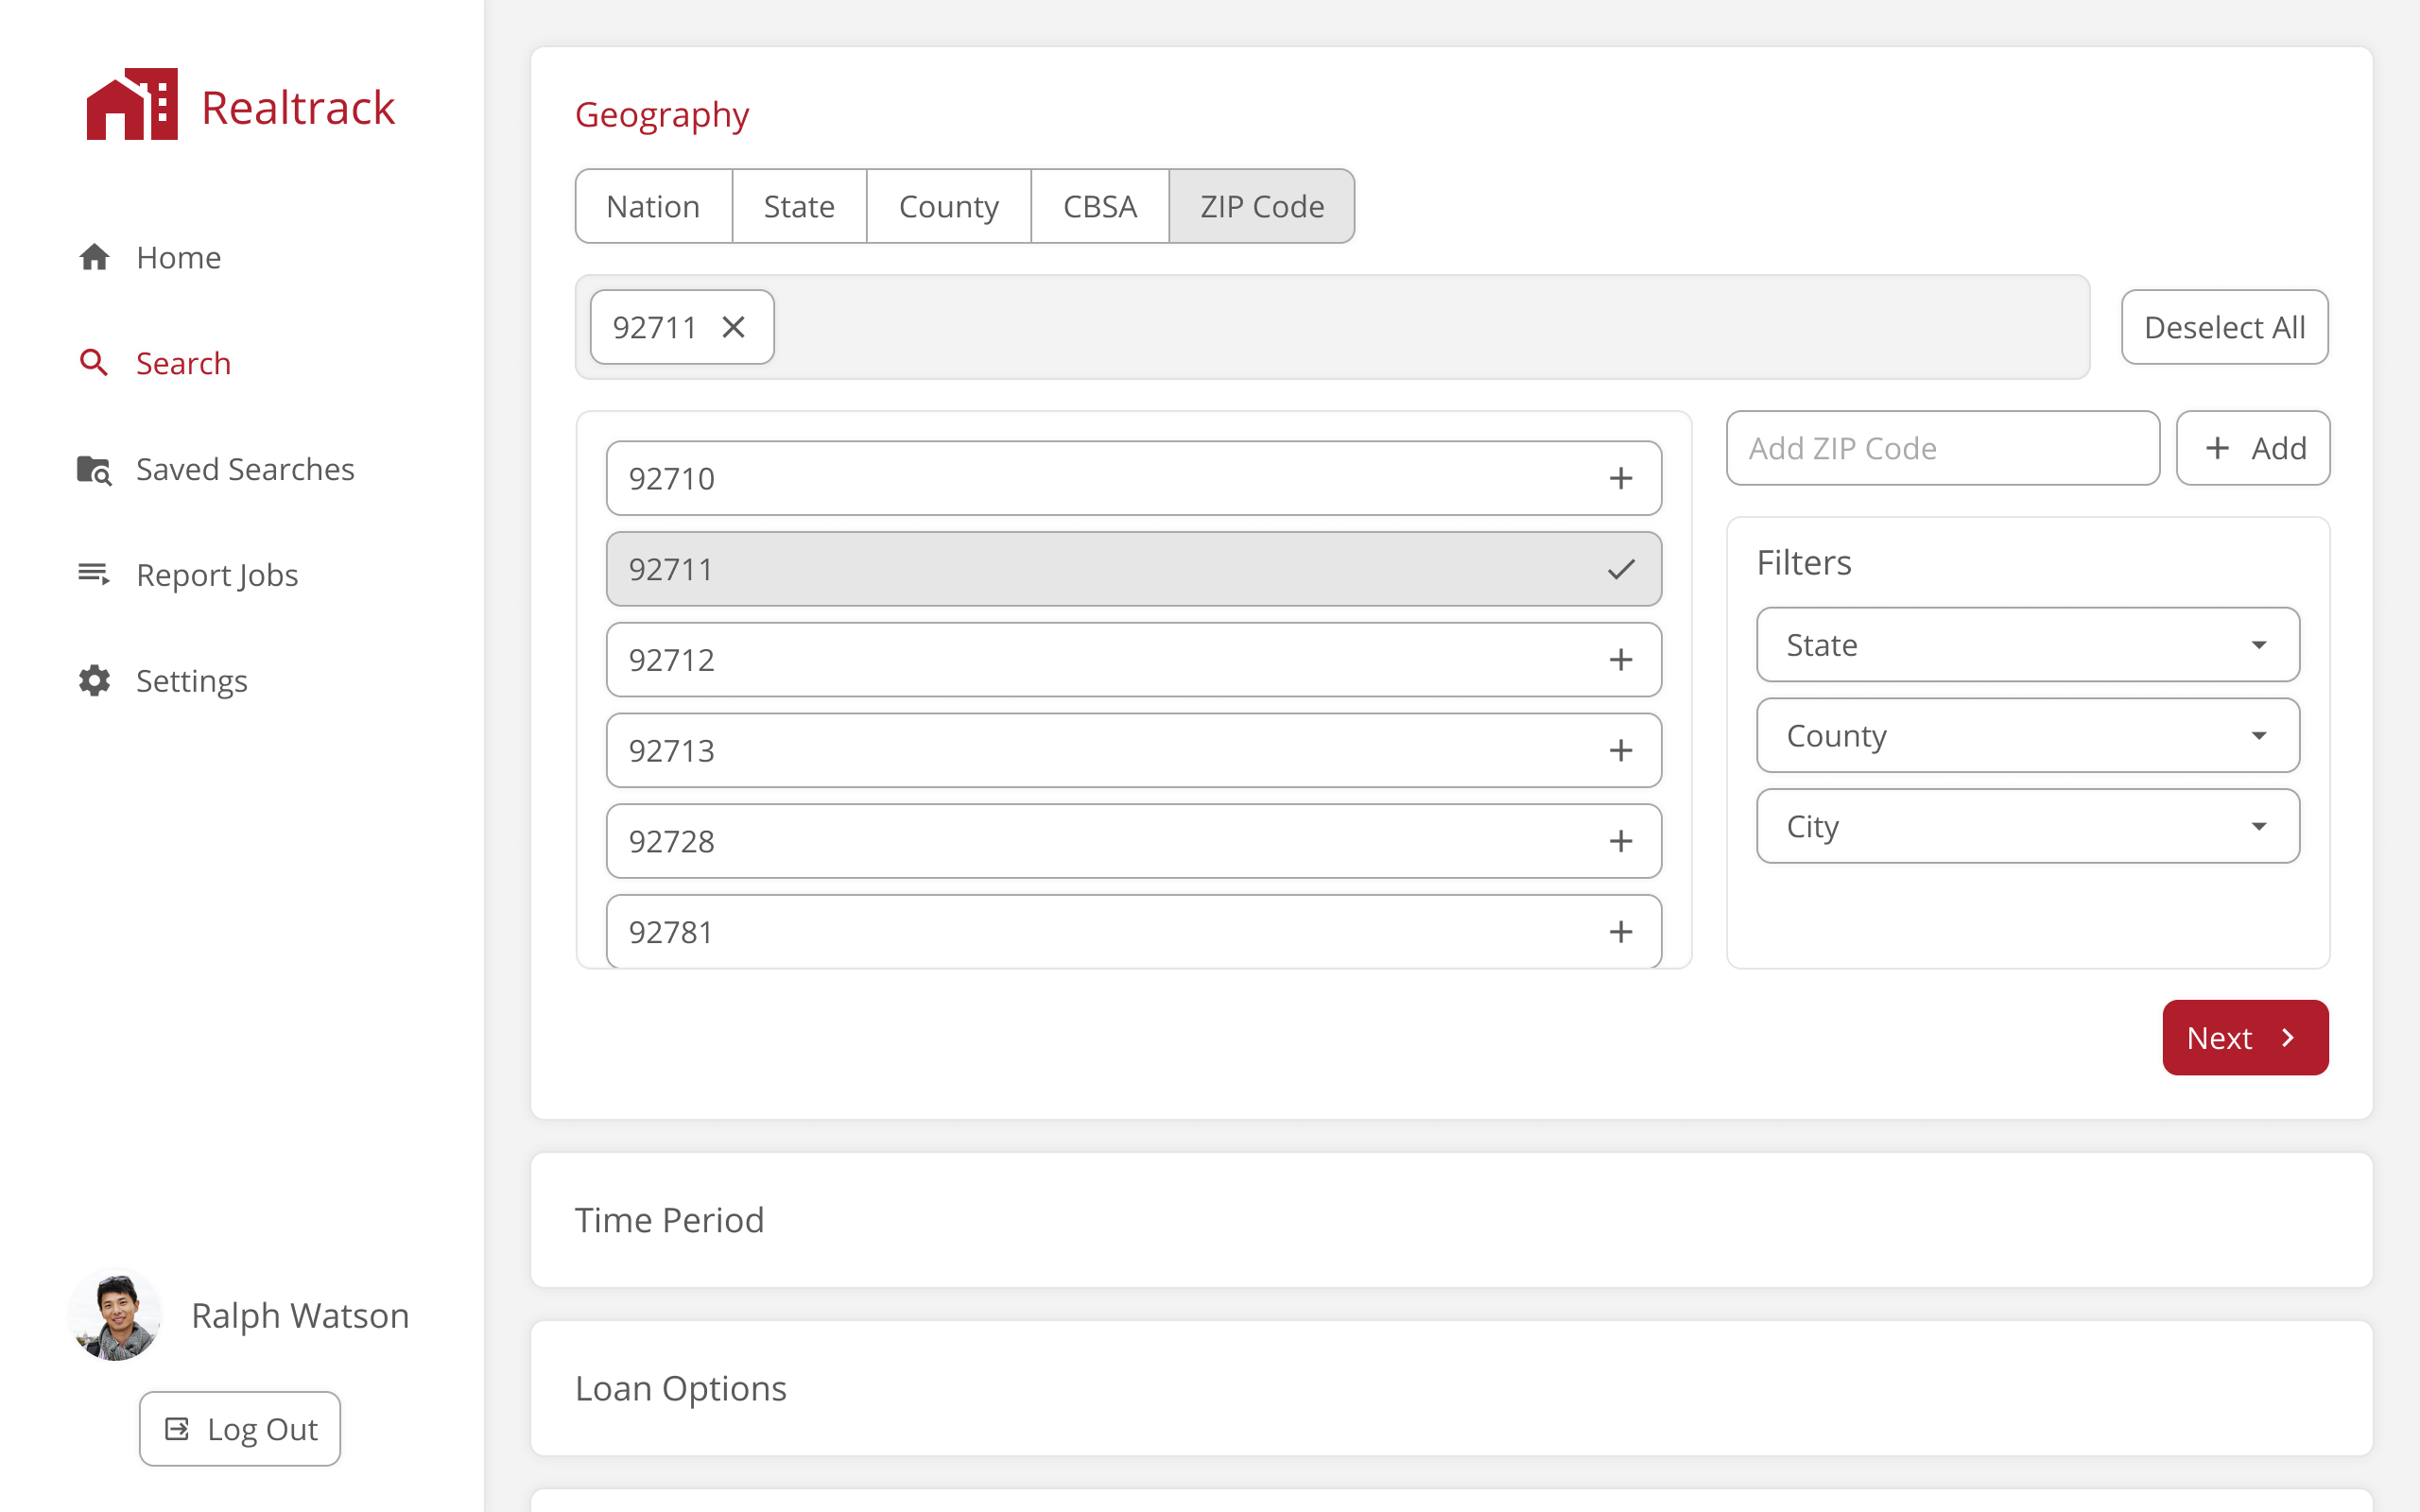 Realtrack
Home
Search
Saved Searches
Report Jobs
Settings
Ralph Watson
Log Out
Geography
Nation State County CBSA ZIP Code
92711
Deselect All
92710
92711
92712
92713
92728
92781
Add ZIP Code
Add
Filters
State
County
City
Next
Time Period
Loan Options